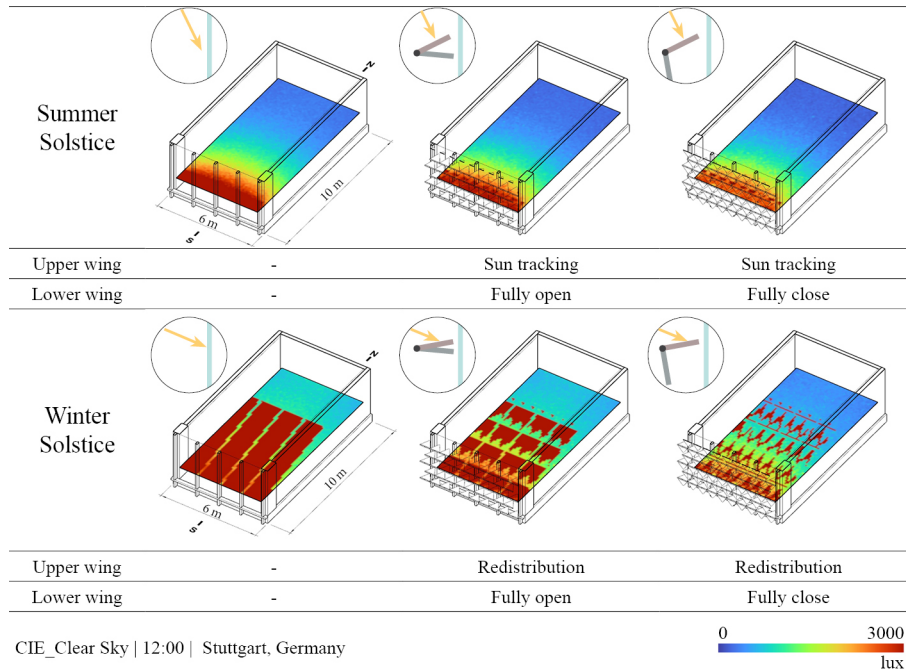 N
Summer
Solstice
10 m
6 m
S
Upper wing - Sun tracking Sun tracking
Lower wing - Fully open Fully close
N
Winter
Solstice
10 m
6 m
S
Upper wing - Redistribution Redistribution
Lower wing - Fully open Fully close
CIE_Clear Sky | 12:00 | Stuttgart, Germany
0 3000
lux